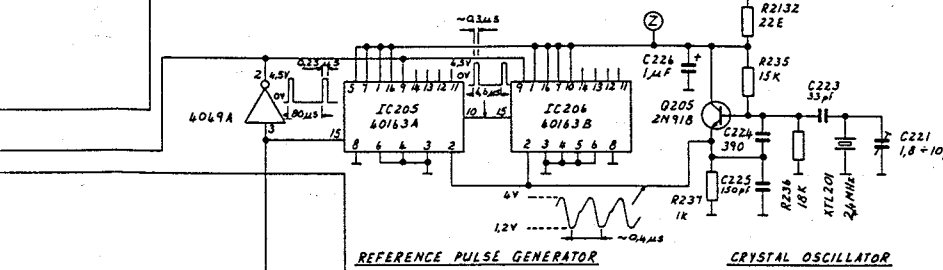 R2132
22E
Z
~0,3µs
C226
1µF
R235
15K
C223
33pf
4,5V
0V
0,23µS
2
4,5V
0V
80µS
3
4049A
15
5 7 1 16 9 14 13 12 11
IC205
40163A
8 6 4 3 2
4,6µs
10 15
9 1 16 7 10 14 13 12 11
IC206
40163B
2 3 4 5 6 8
Q205
2N918
C224
390
C221
1,8÷10
R237
1K
C225
150pf
R236
18K
XTL201
2,4MHz
4V
1,2V
~0,4µs
REFERENCE PULSE GENERATOR
CRYSTAL OSCILLATOR